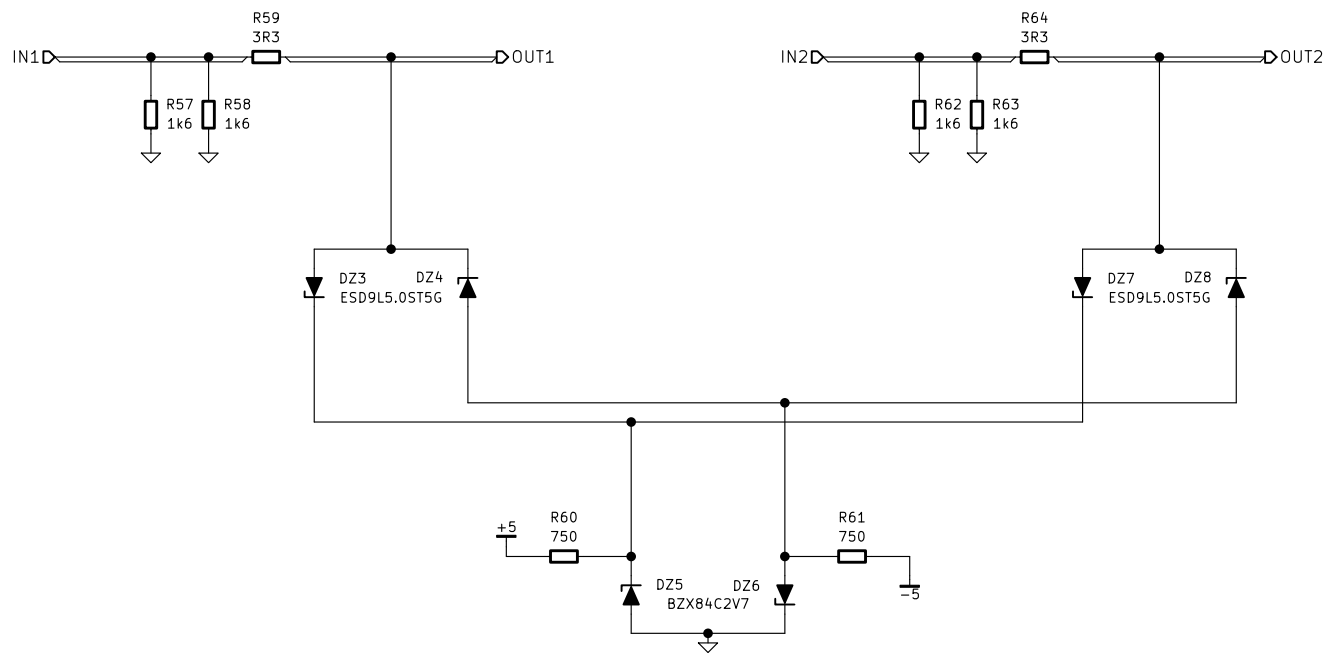 R59
3R3
IN1
OUT1
R57
1k6
R58
1k6
R64
3R3
IN2
OUT2
R62
1k6
R63
1k6
DZ3
DZ4
ESD9L5.0ST5G
DZ7
DZ8
ESD9L5.0ST5G
+5
R60
750
R61
750
-5
DZ5
DZ6
BZX84C2V7